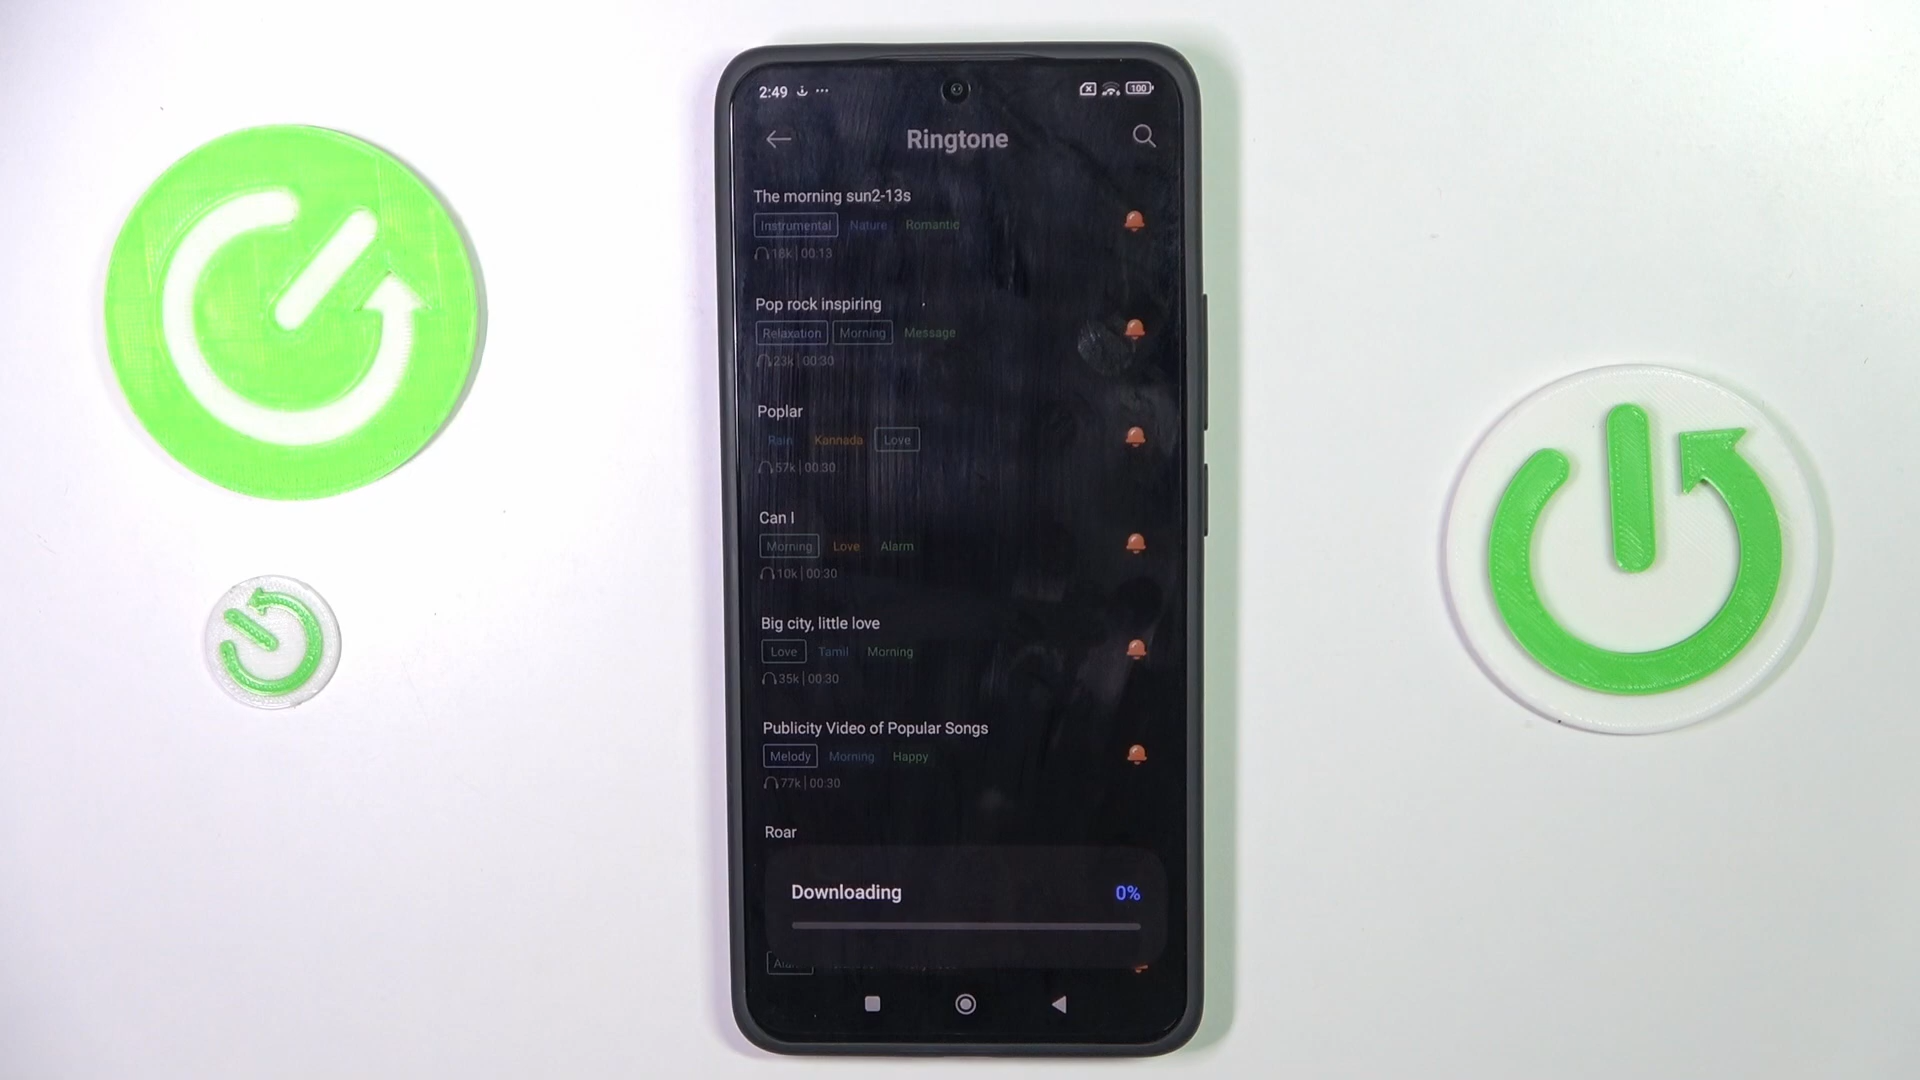 2:49 ··· 100
Ringtone
The morning sun2-13s
Instrumental Nature Romantic
18k | 00:13
Pop rock inspiring
Relaxation Morning Message
23k | 00:30
Poplar
Rain Kannada Love
57k | 00:30
Can I
Morning Love Alarm
10k | 00:30
Big city, little love
Love Tamil Morning
35k | 00:30
Publicity Video of Popular Songs
Melody Morning Happy
77k | 00:30
Roar
Downloading 0%